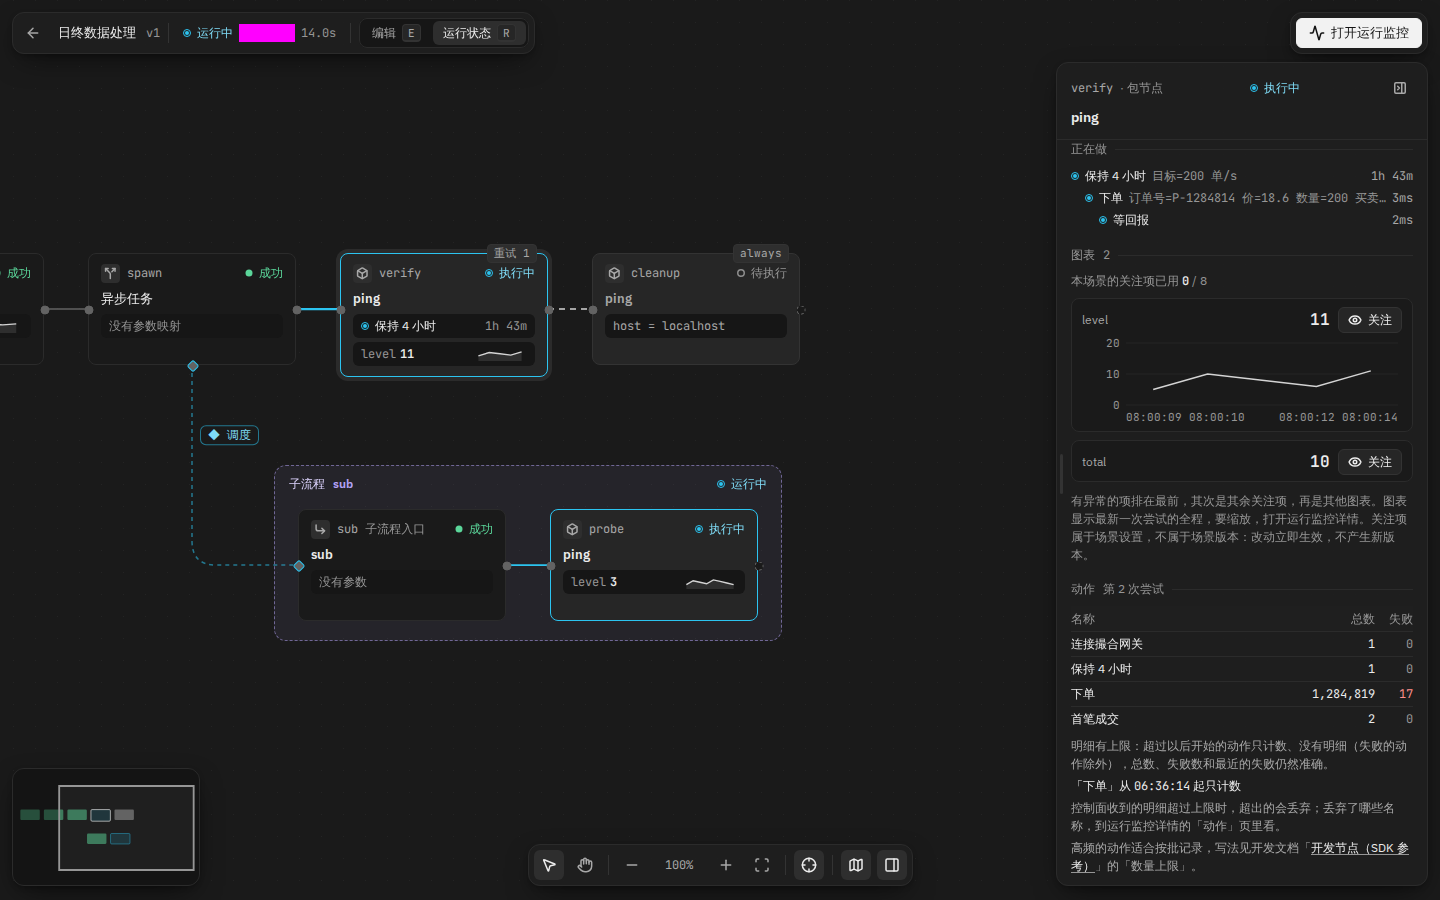 日终数据处理 v1 运行中 14.0s 编辑 E 运行状态 R
打开运行监控
成功
spawn 成功
异步任务
没有参数映射
重试 1
verify 执行中
ping
保持 4 小时 1h 43m
level 11
always
cleanup 待执行
ping
host = localhost
调度
子流程 sub 运行中
sub 子流程入口 成功
sub
没有参数
probe 执行中
ping
level 3
100%
verify · 包节点 执行中
ping
正在做
保持 4 小时 目标=200 单/s 1h 43m
下单 订单号=P-1284814 价=18.6 数量=200 买卖… 3ms
等回报 2ms
图表 2
本场景的关注项已用 0 / 8
level 11 关注
20
10
0
08:00:09 08:00:10 08:00:12 08:00:14
total 10 关注
有异常的项排在最前，其次是其余关注项，再是其他图表。图表
显示最新一次尝试的全程，要缩放，打开运行监控详情。关注项
属于场景设置，不属于场景版本：改动立即生效，不产生新版
本。
动作 第 2 次尝试
名称 总数 失败
连接撮合网关 1 0
保持 4 小时 1 0
下单 1,284,819 17
首笔成交 2 0
明细有上限：超过以后开始的动作只计数、没有明细（失败的动
作除外），总数、失败数和最近的失败仍然准确。
「下单」从 06:36:14 起只计数
控制面收到的明细超过上限时，超出的会丢弃；丢弃了哪些名
称，到运行监控详情的「动作」页里看。
高频的动作适合按批记录，写法见开发文档「开发节点（SDK 参
考）」的「数量上限」。